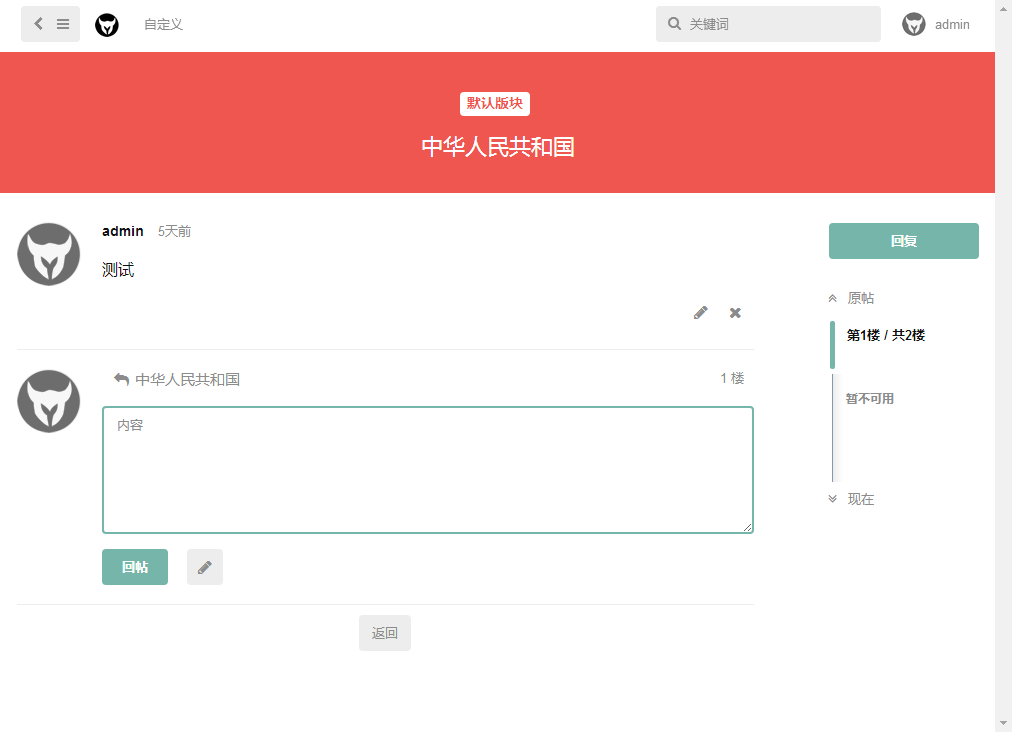 自定义
关键词
admin
默认版块
中华人民共和国
admin 5天前
测试
回复
原帖
第1楼 / 共2楼
暂不可用
现在
中华人民共和国
1 楼
内容
回帖
返回